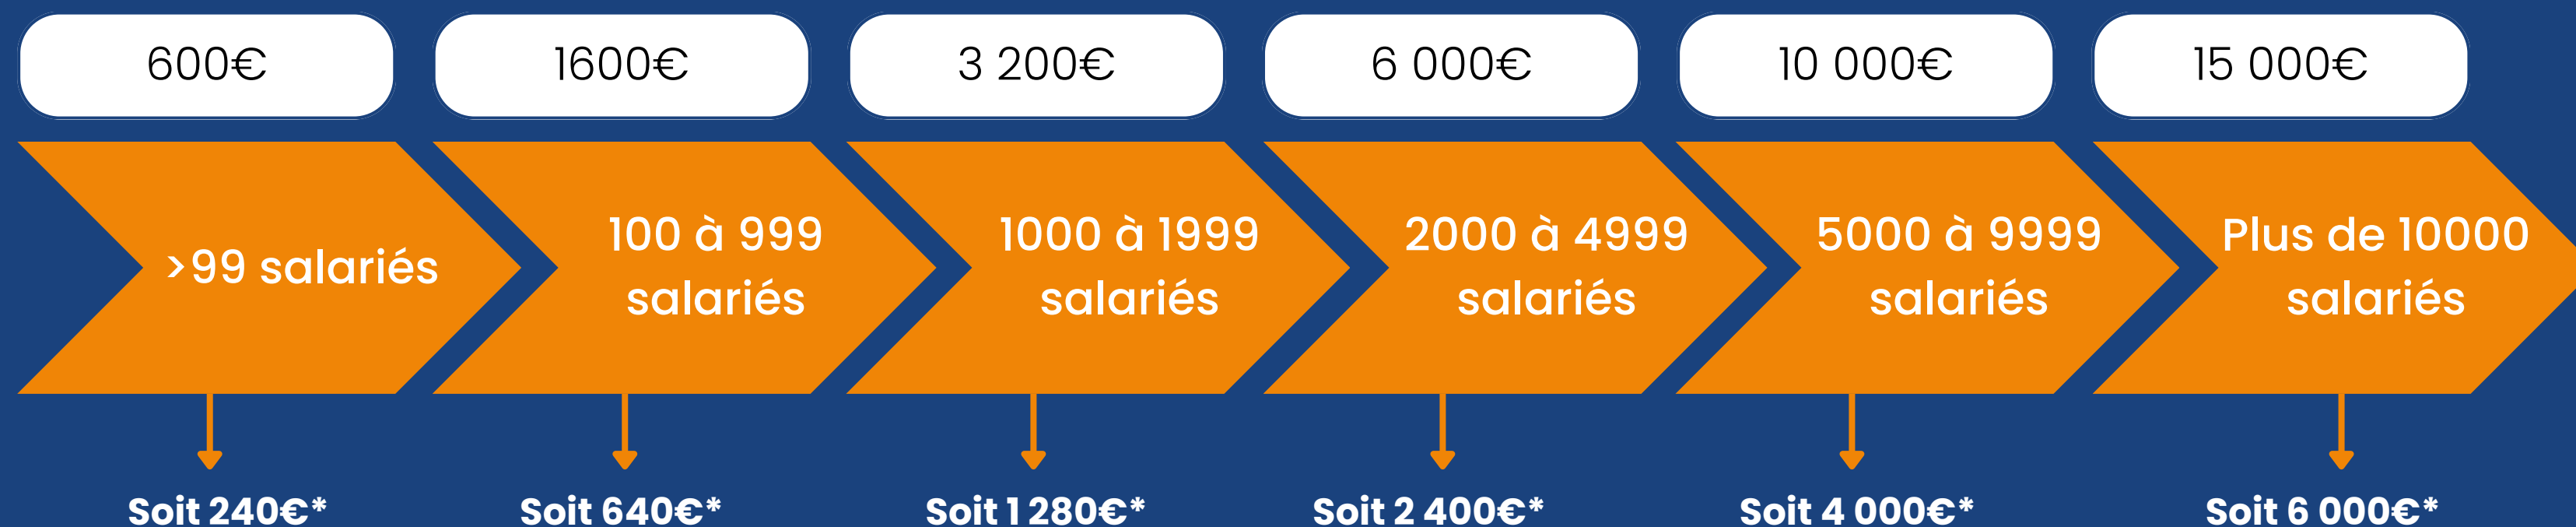 600€
1600€
3 200€
6 000€
10 000€
15 000€
>99 salariés
100 à 999
salariés
1000 à 1999
salariés
2000 à 4999
salariés
5000 à 9999
salariés
Plus de 10000
salariés
Soit 240€*
Soit 640€*
Soit 1 280€*
Soit 2 400€*
Soit 4 000€*
Soit 6 000€*